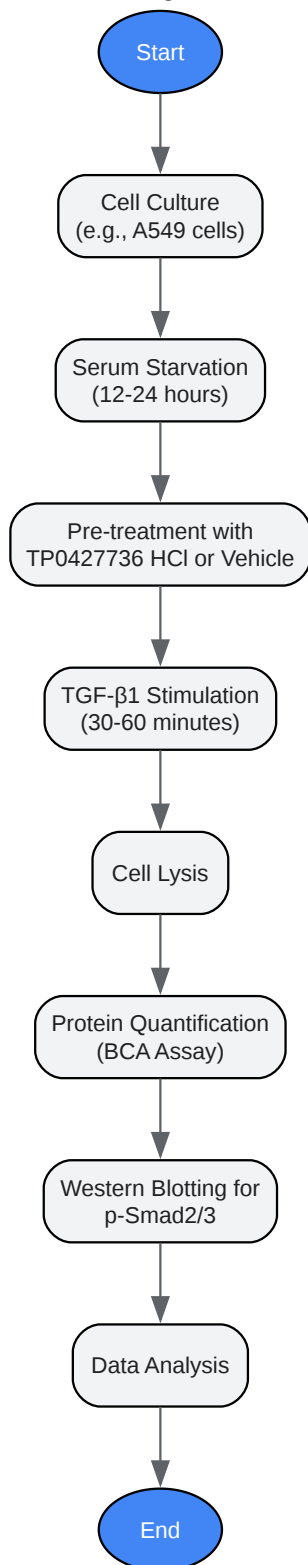 Start
Cell Culture
(e.g., A549 cells)
Serum Starvation
(12-24 hours)
Pre-treatment with
TP0427736 HCl or Vehicle
TGF-β1 Stimulation
(30-60 minutes)
Cell Lysis
Protein Quantification
(BCA Assay)
Western Blotting for
p-Smad2/3
Data Analysis
End